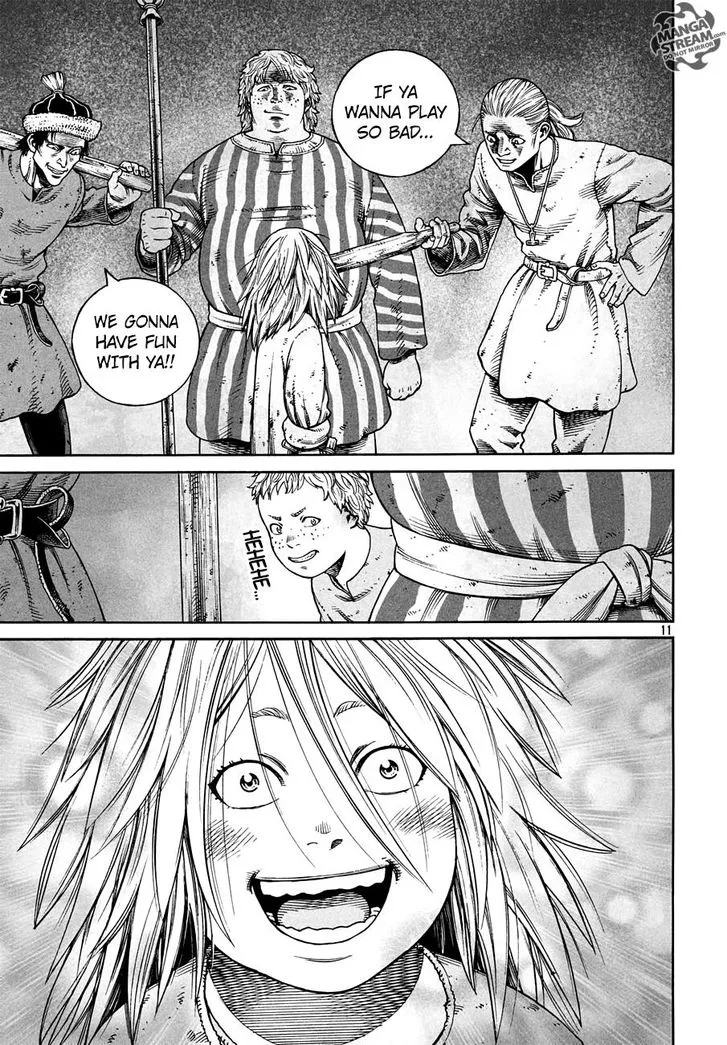 MANGA
STREAM.com
DO NOT MIRROR
IF YA
WANNA PLAY
SO BAD...
WE GONNA
HAVE FUN
WITH YA!!
HEHEHE...
11